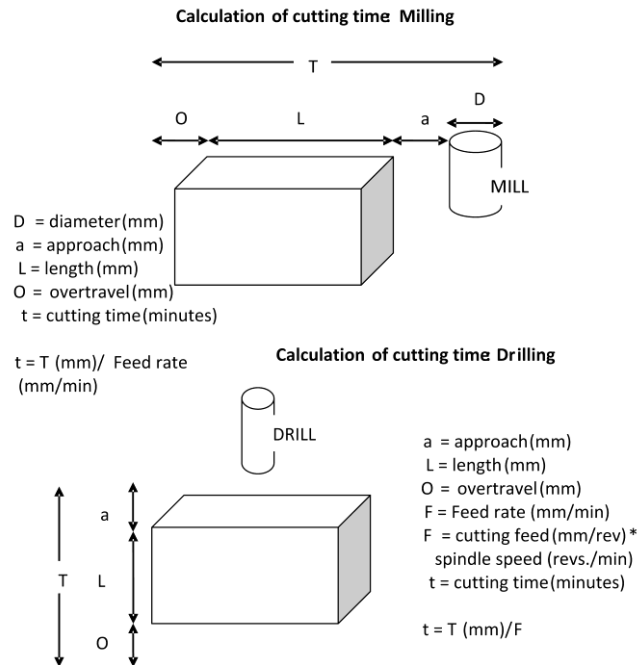 Calculation of cutting time: Milling
T
D
O
L
a
MILL
D = diameter (mm)
a = approach (mm)
L = length (mm)
O = overtravel (mm)
t = cutting time (minutes)
t = T (mm)/ Feed rate
(mm/min)
Calculation of cutting time: Drilling
DRILL
a = approach (mm)
L = length (mm)
O = overtravel (mm)
F = Feed rate (mm/min)
F = cutting feed (mm/rev) *
spindle speed (revs./min)
t = cutting time (minutes)
t = T (mm)/F
a
T
L
O